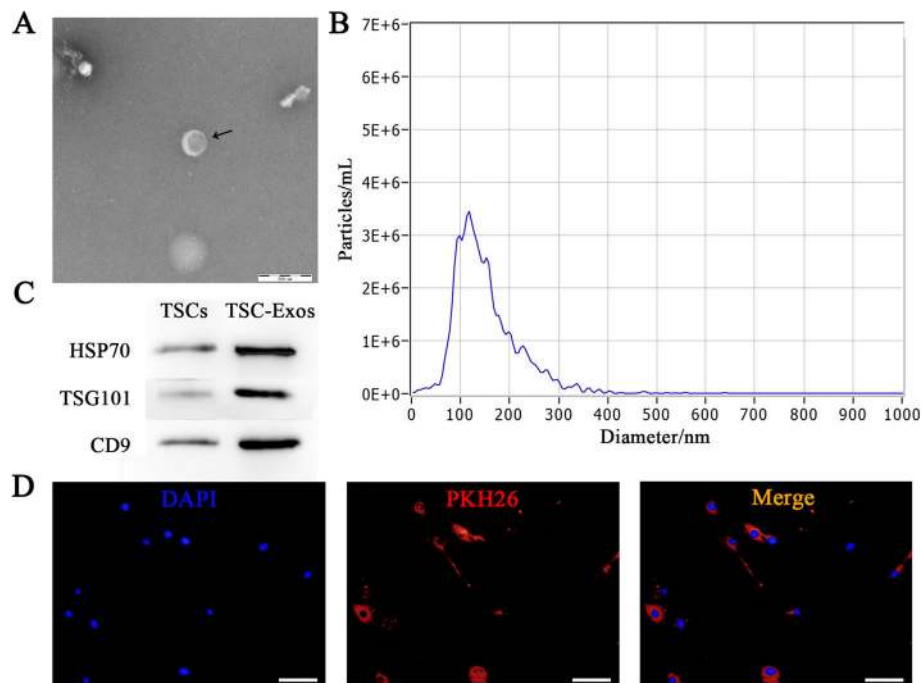 A
B
7E+6
6E+6
5E+6
4E+6
3E+6
2E+6
1E+6
0E+0
Particles/mL
0 100 200 300 400 500 600 700 800 900 1000
Diameter/nm
C
TSCs TSC-Exos
HSP70
TSG101
CD9
D
DAPI PKH26 Merge